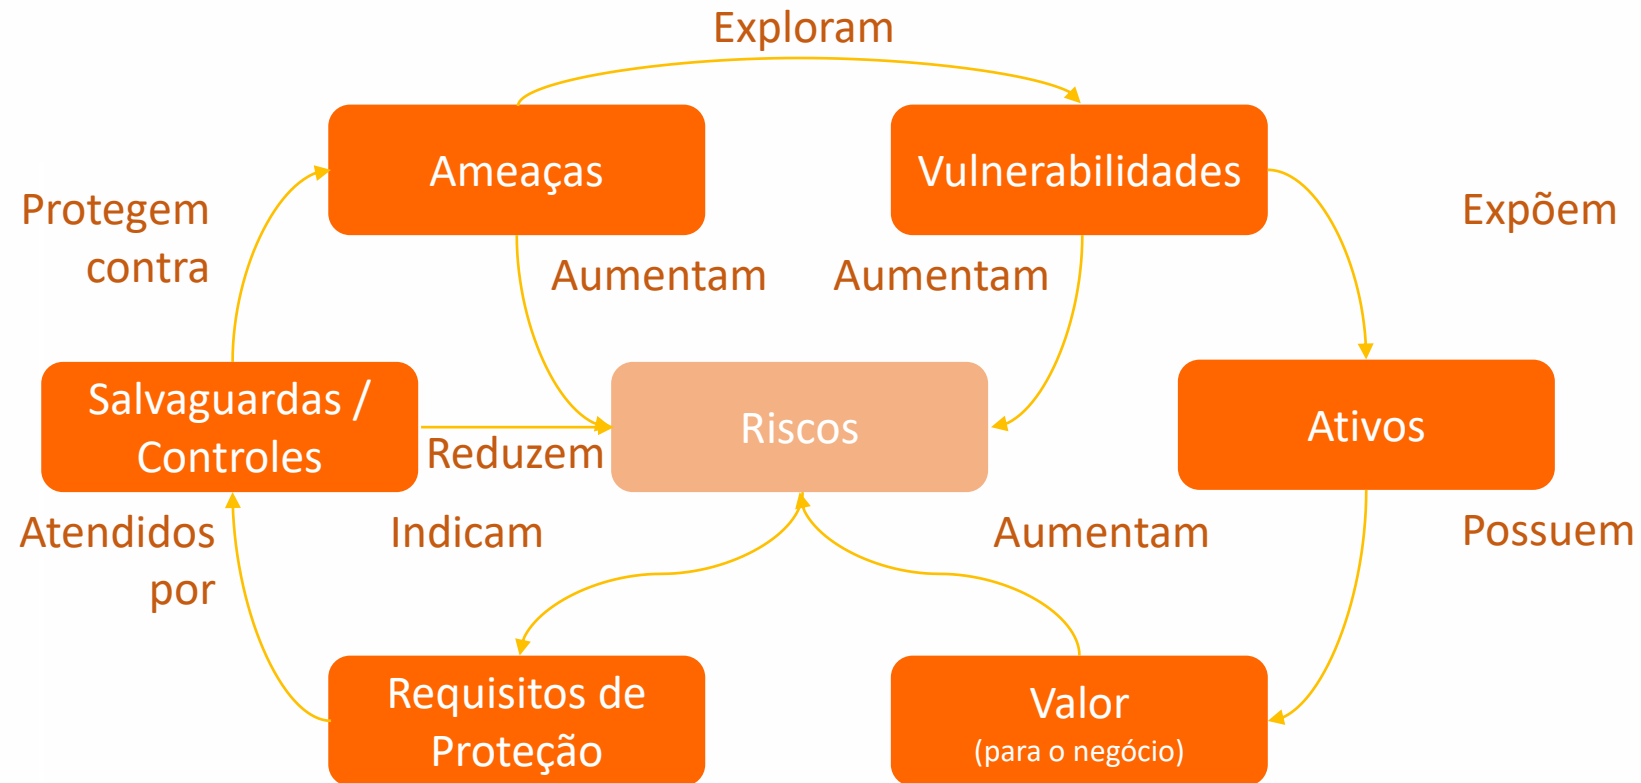 Exploram
Ameaças
Vulnerabilidades
Protegem
contra
Expõem
Aumentam
Aumentam
Salvaguardas /
Controles
Reduzem
Riscos
Ativos
Atendidos
por
Indicam
Aumentam
Possuem
Requisitos de
Proteção
Valor
(para o negócio)